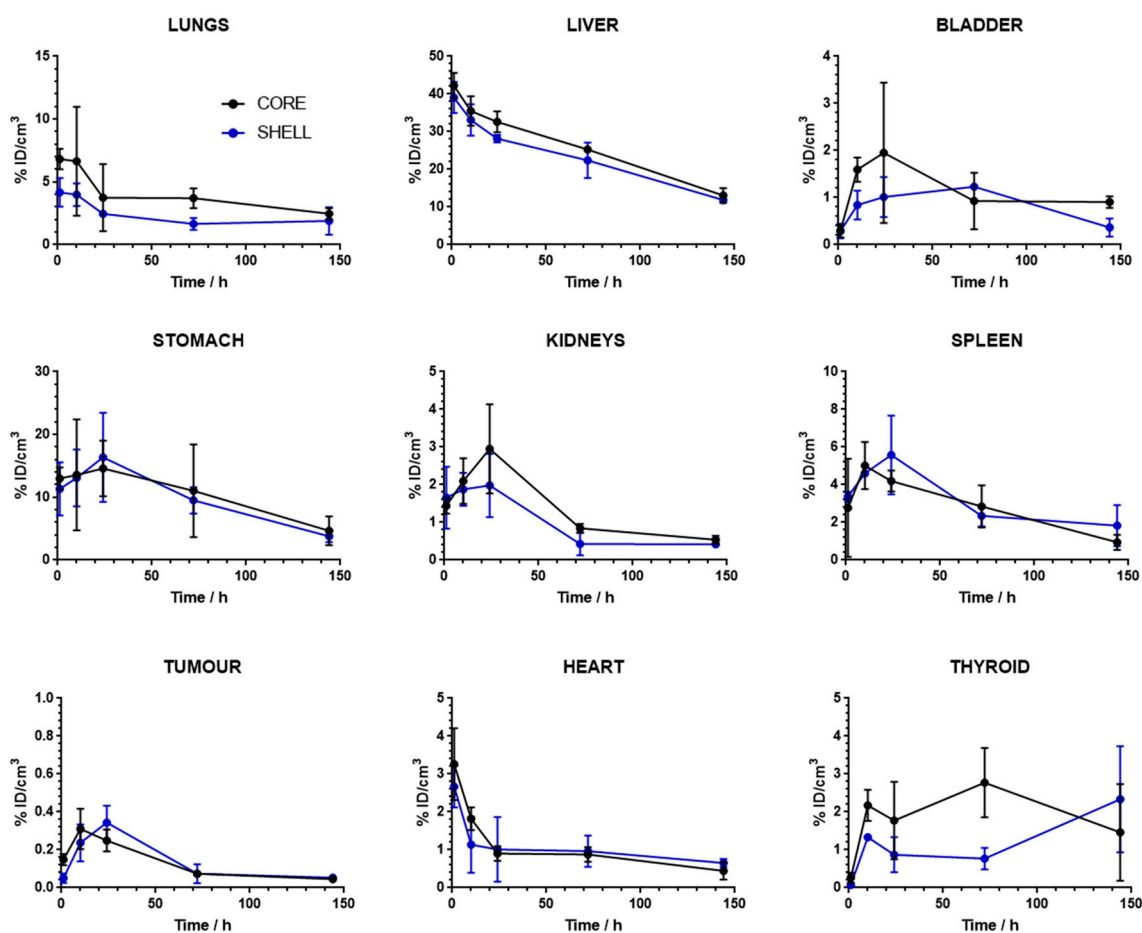 LUNGS
15
10
5
0
% ID/cm³
0 50 100 150
Time / h
CORE
SHELL
LIVER
50
40
30
20
10
0
% ID/cm³
0 50 100 150
Time / h
BLADDER
4
3
2
1
0
% ID/cm³
0 50 100 150
Time / h
STOMACH
30
20
10
0
% ID/cm³
0 50 100 150
Time / h
KIDNEYS
5
4
3
2
1
0
% ID/cm³
0 50 100 150
Time / h
SPLEEN
10
8
6
4
2
0
% ID/cm³
0 50 100 150
Time / h
TUMOUR
1.0
0.8
0.6
0.4
0.2
0.0
% ID/cm³
0 50 100 150
Time / h
HEART
5
4
3
2
1
0
% ID/cm³
0 50 100 150
Time / h
THYROID
5
4
3
2
1
0
% ID/cm³
0 50 100 150
Time / h